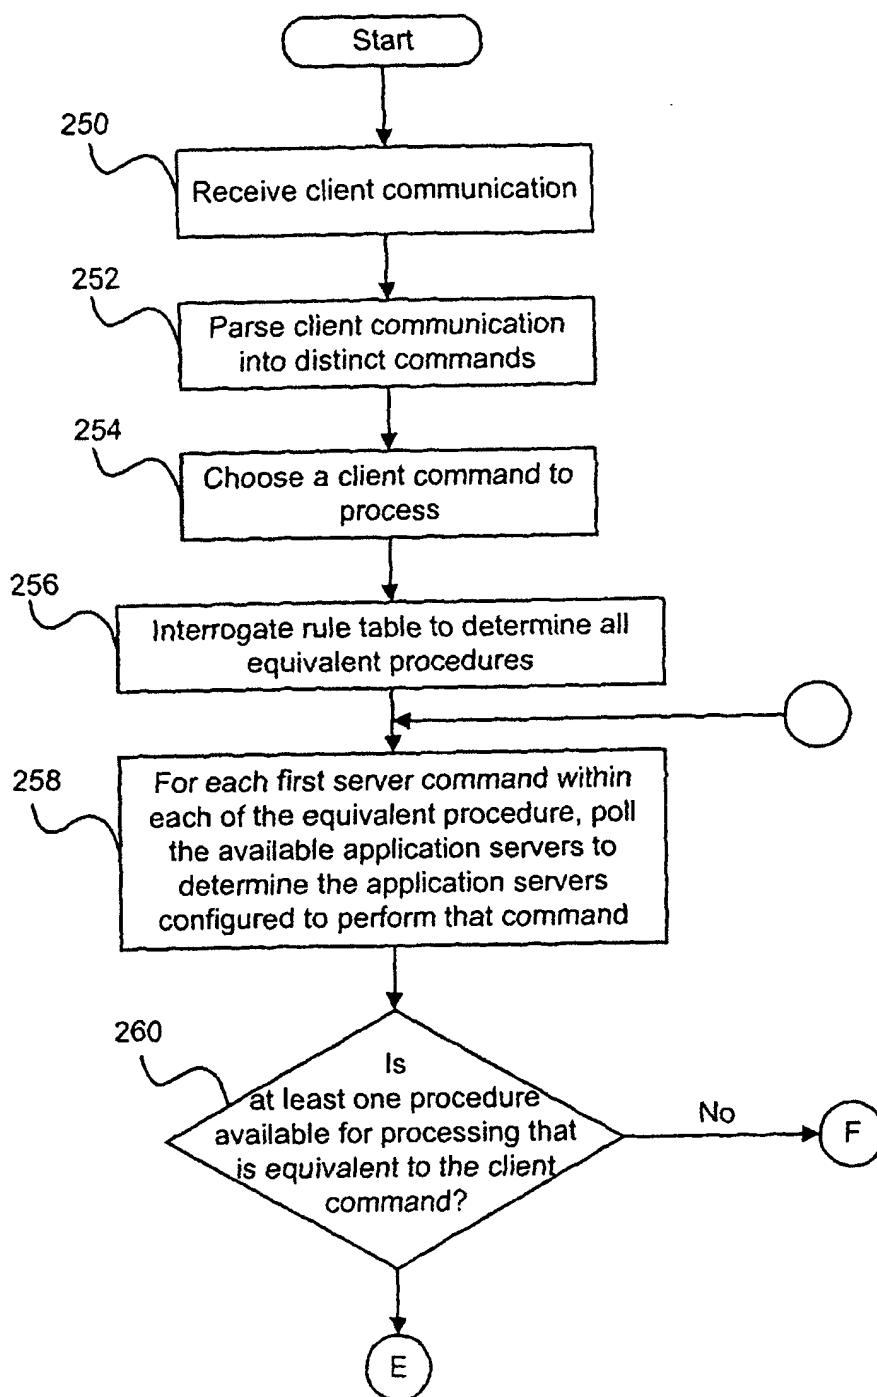 Start
250
Receive client communication
252
Parse client communication
into distinct commands
254
Choose a client command to
process
256
Interrogate rule table to determine all
equivalent procedures
258
For each first server command within
each of the equivalent procedure, poll
the available application servers to
determine the application servers
configured to perform that command
260
Is
at least one procedure
available for processing that
is equivalent to the client
command?
No
F
E